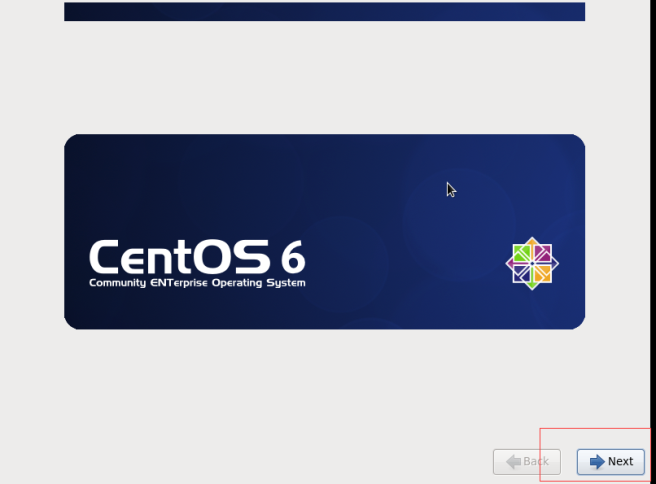 CentOS 6
Community ENTerprise Operating System
Back
Next